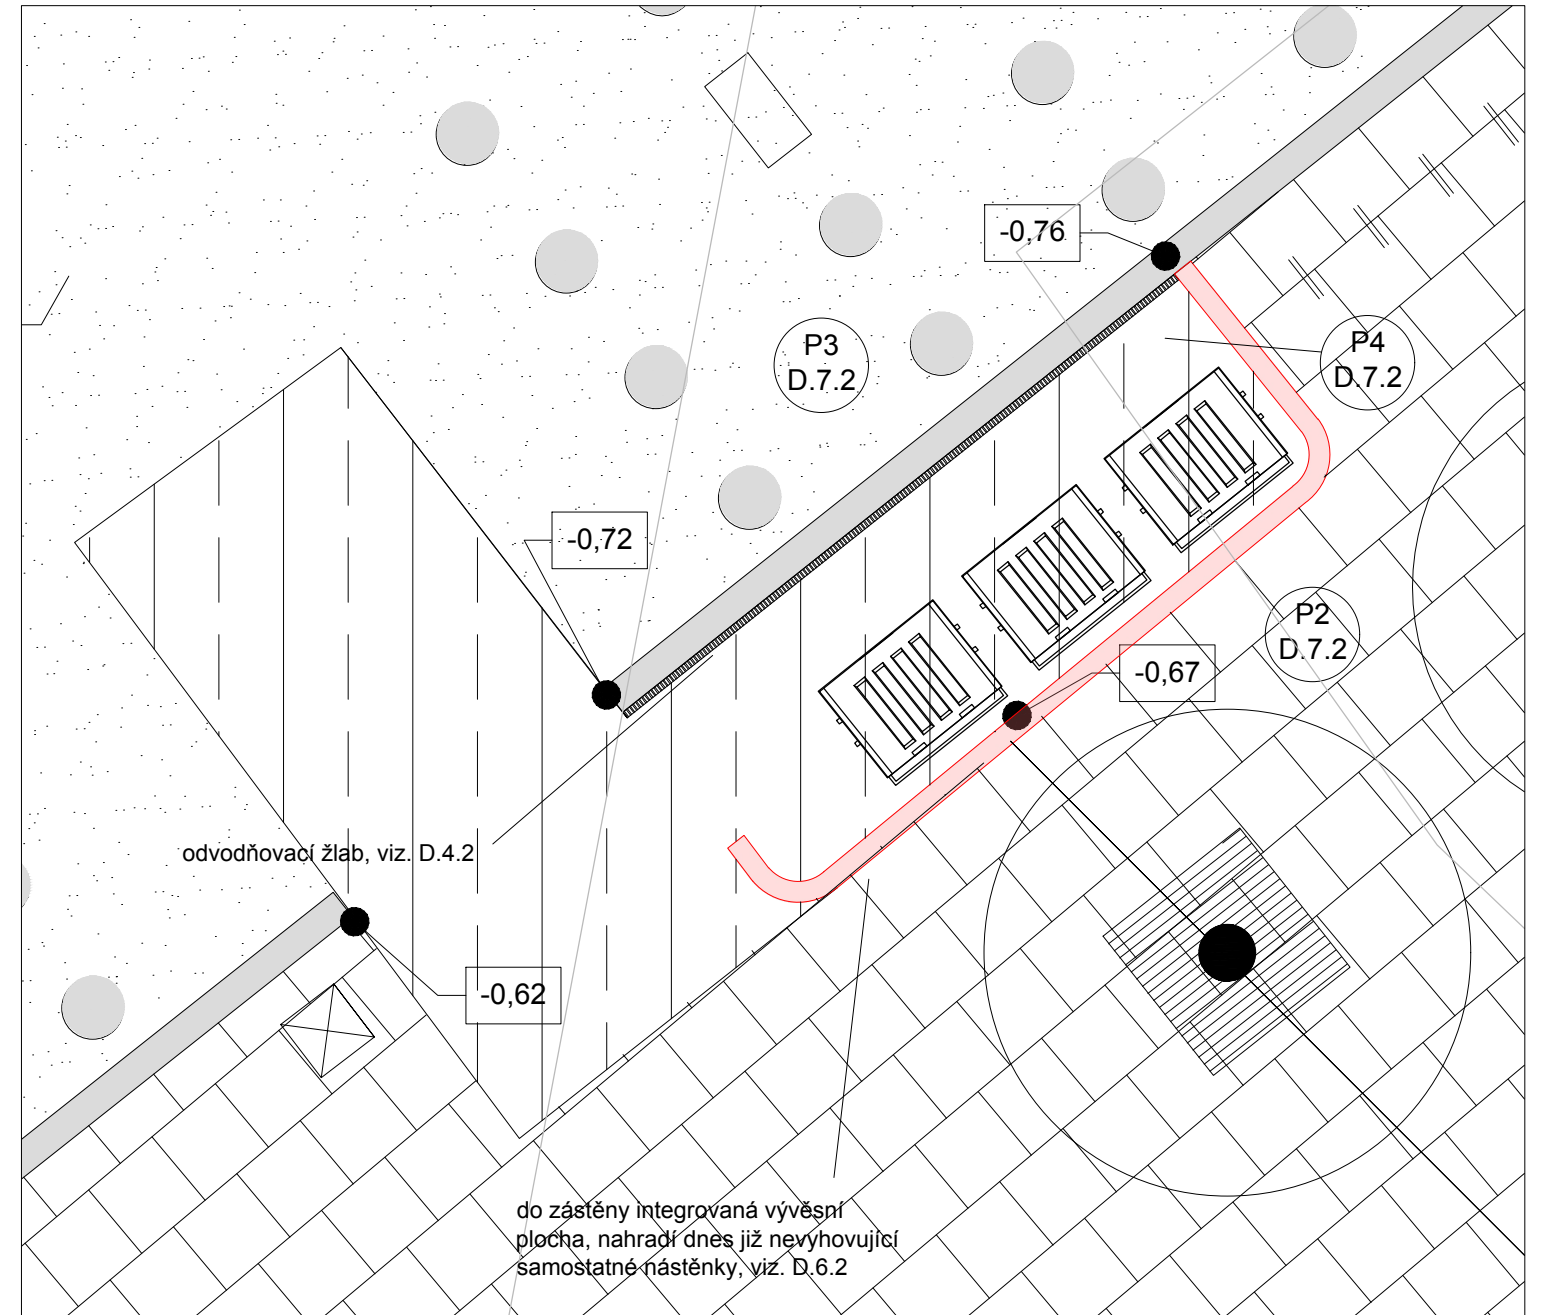 -0,76
P3
D.7.2
P4
D.7.2
-0,72
P2
D.7.2
-0,67
odvodňovací žlab, viz. D.4.2
-0,62
do zástěny integrovaná vývěsní
plocha, nahradí dnes již nevyhovující
samostatné nástěnky, viz. D.6.2